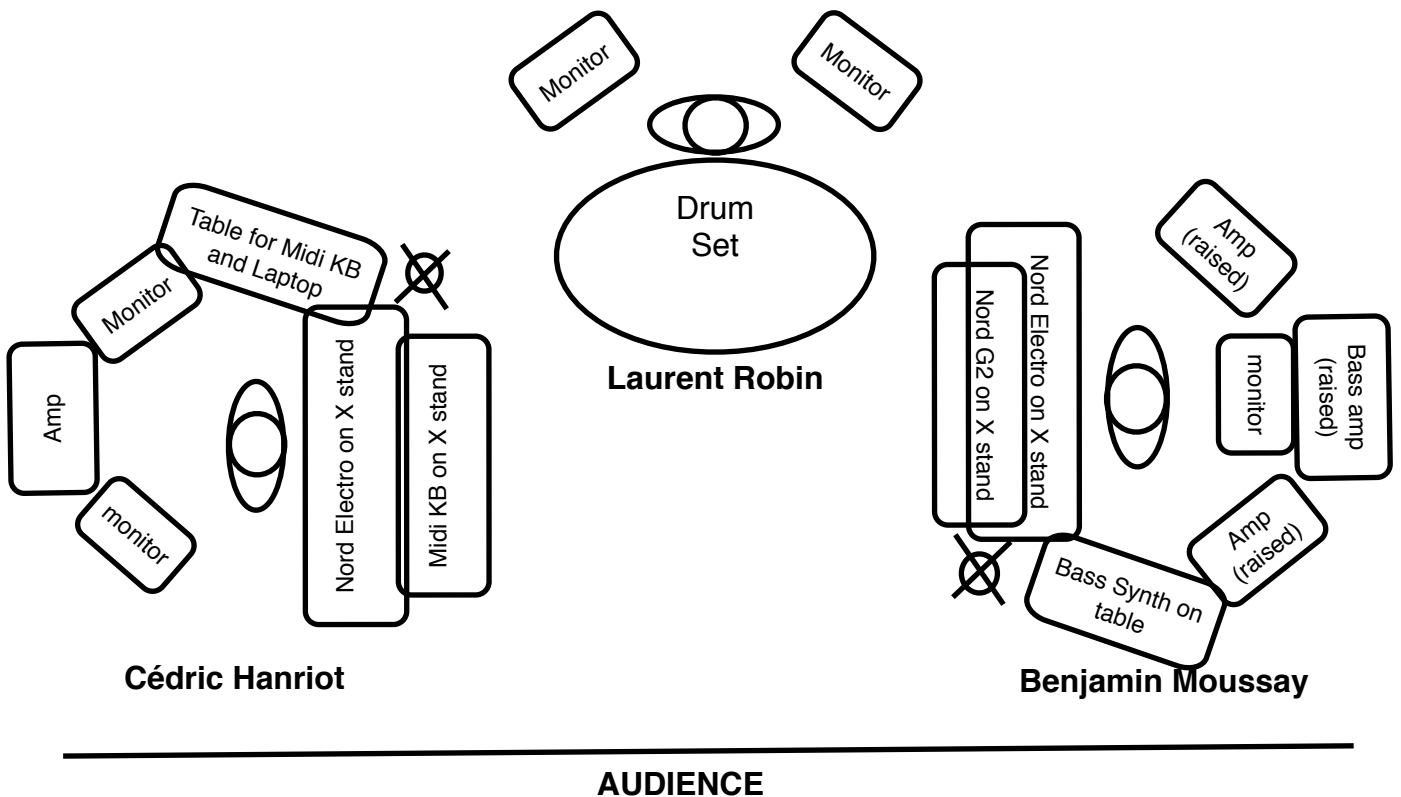 Monitor
Monitor
Drum
Set
Laurent Robin
Table for Midi KB
and Laptop
Monitor
Amp
monitor
Nord Electro on X stand
Midi KB on X stand
Cédric Hanriot
Nord G2 on X stand
Nord Electro on X stand
Amp
(raised)
monitor
Bass amp
(raised)
Amp
(raised)
Bass Synth on
table
Benjamin Moussay
AUDIENCE